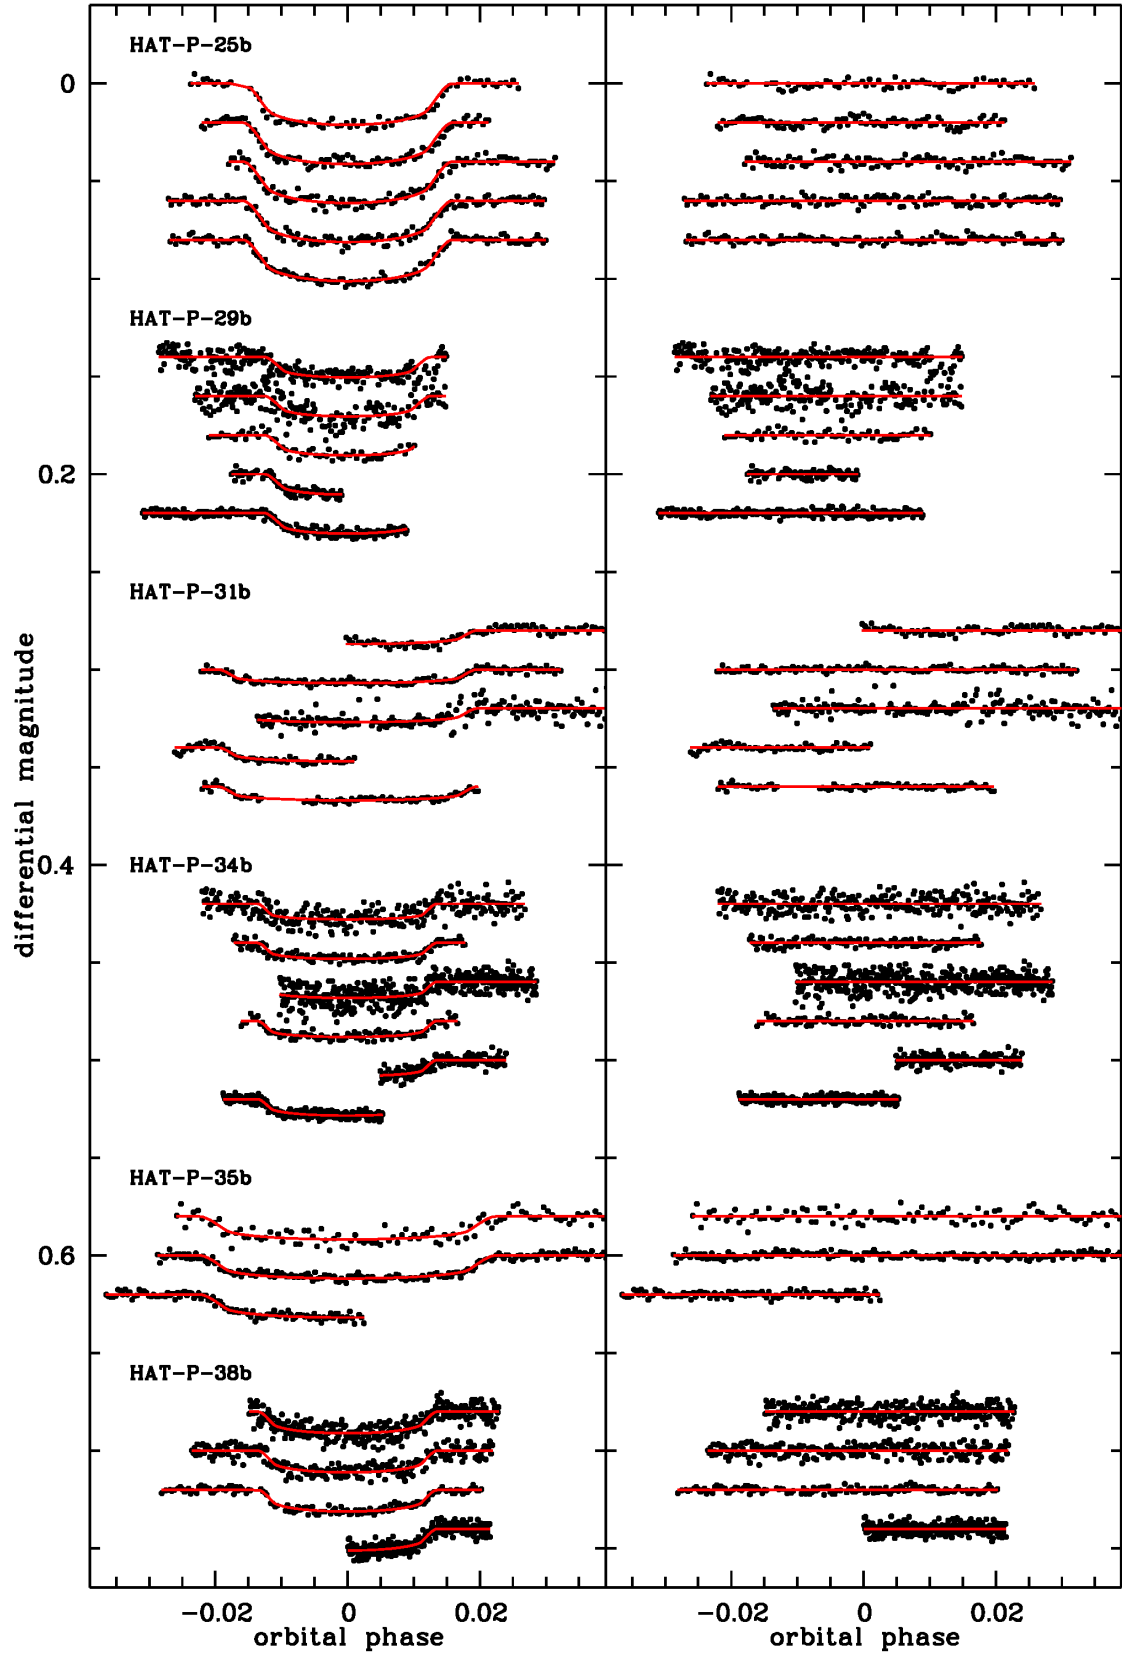 HAT-P-25b
0
HAT-P-29b
0.2
HAT-P-31b
differential magnitude
HAT-P-34b
0.4
HAT-P-35b
0.6
HAT-P-38b
-0.02 0 0.02 -0.02 0 0.02
orbital phase orbital phase